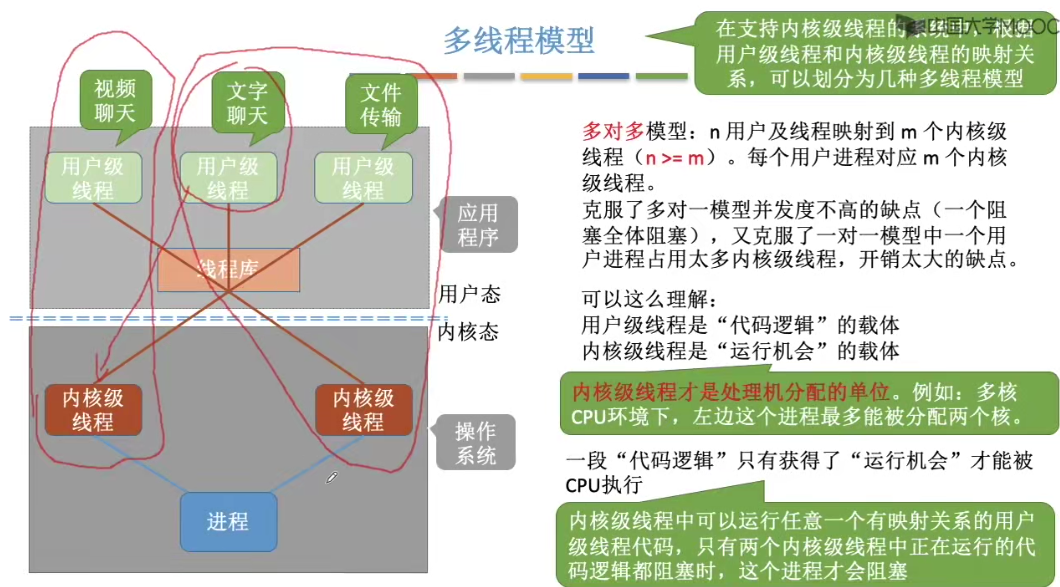 多线程模型
在支持内核级线程的
用户级线程和内核级线程的映射关
系，可以划分为几种多线程模型
中国大学MOOC
视频
聊天
文字
聊天
文件
传输
用户级
线程
用户级
线程
用户级
线程
线程库
应用
程序
用户态
内核态
内核级
线程
内核级
线程
操作
系统
进程
多对多模型：n 用户及线程映射到 m 个内核级
线程（n >= m）。每个用户进程对应 m 个内核
级线程。
克服了多对一模型并发度不高的缺点（一个阻
塞全体阻塞），又克服了一对一模型中一个用
户进程占用太多内核级线程，开销太大的缺点。
可以这么理解：
用户级线程是“代码逻辑”的载体
内核级线程是“运行机会”的载体
内核级线程才是处理机分配的单位。例如：多核
CPU环境下，左边这个进程最多能被分配两个核。
一段“代码逻辑”只有获得了“运行机会”才能被
CPU执行
内核级线程中可以运行任意一个有映射关系的用户
级线程代码，只有两个内核级线程中正在运行的代
码逻辑都阻塞时，这个进程才会阻塞